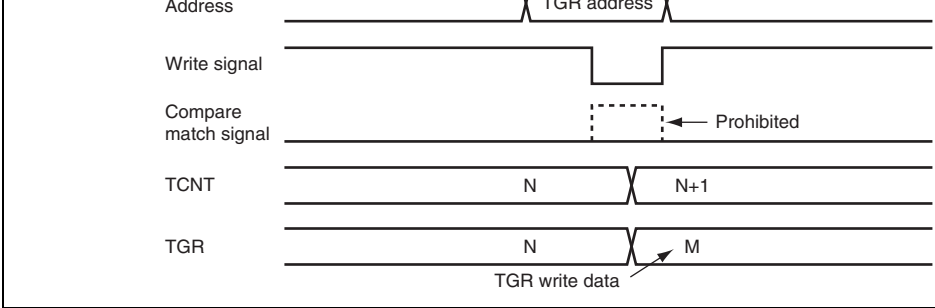 Address
TGR address
Write signal
Compare
match signal
Prohibited
TCNT
N
N+1
TGR
N
M
TGR write data